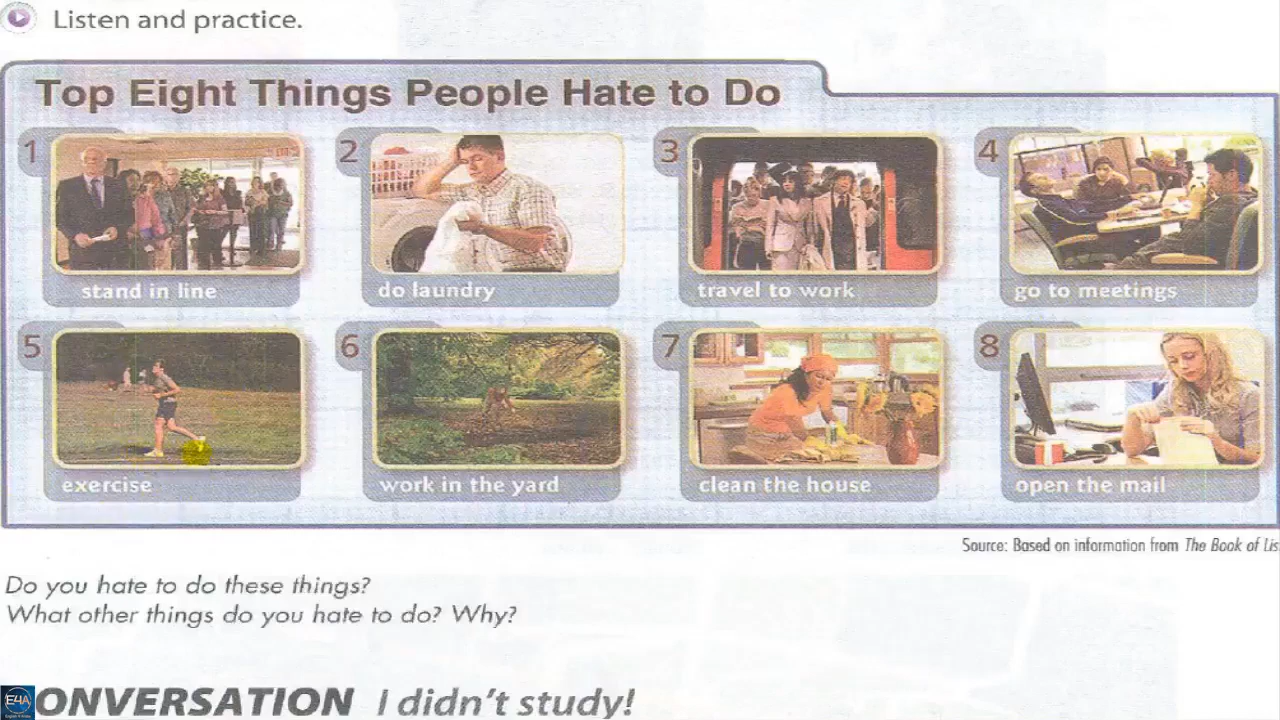 Listen and practice.
Top Eight Things People Hate to Do
1
stand in line
2
do laundry
3
travel to work
4
go to meetings
5
exercise
6
work in the yard
7
clean the house
8
open the mail
Source: Based on information from The Book of Lis
Do you hate to do these things?
What other things do you hate to do? Why?
E4A
ONVERSATION I didn't study!